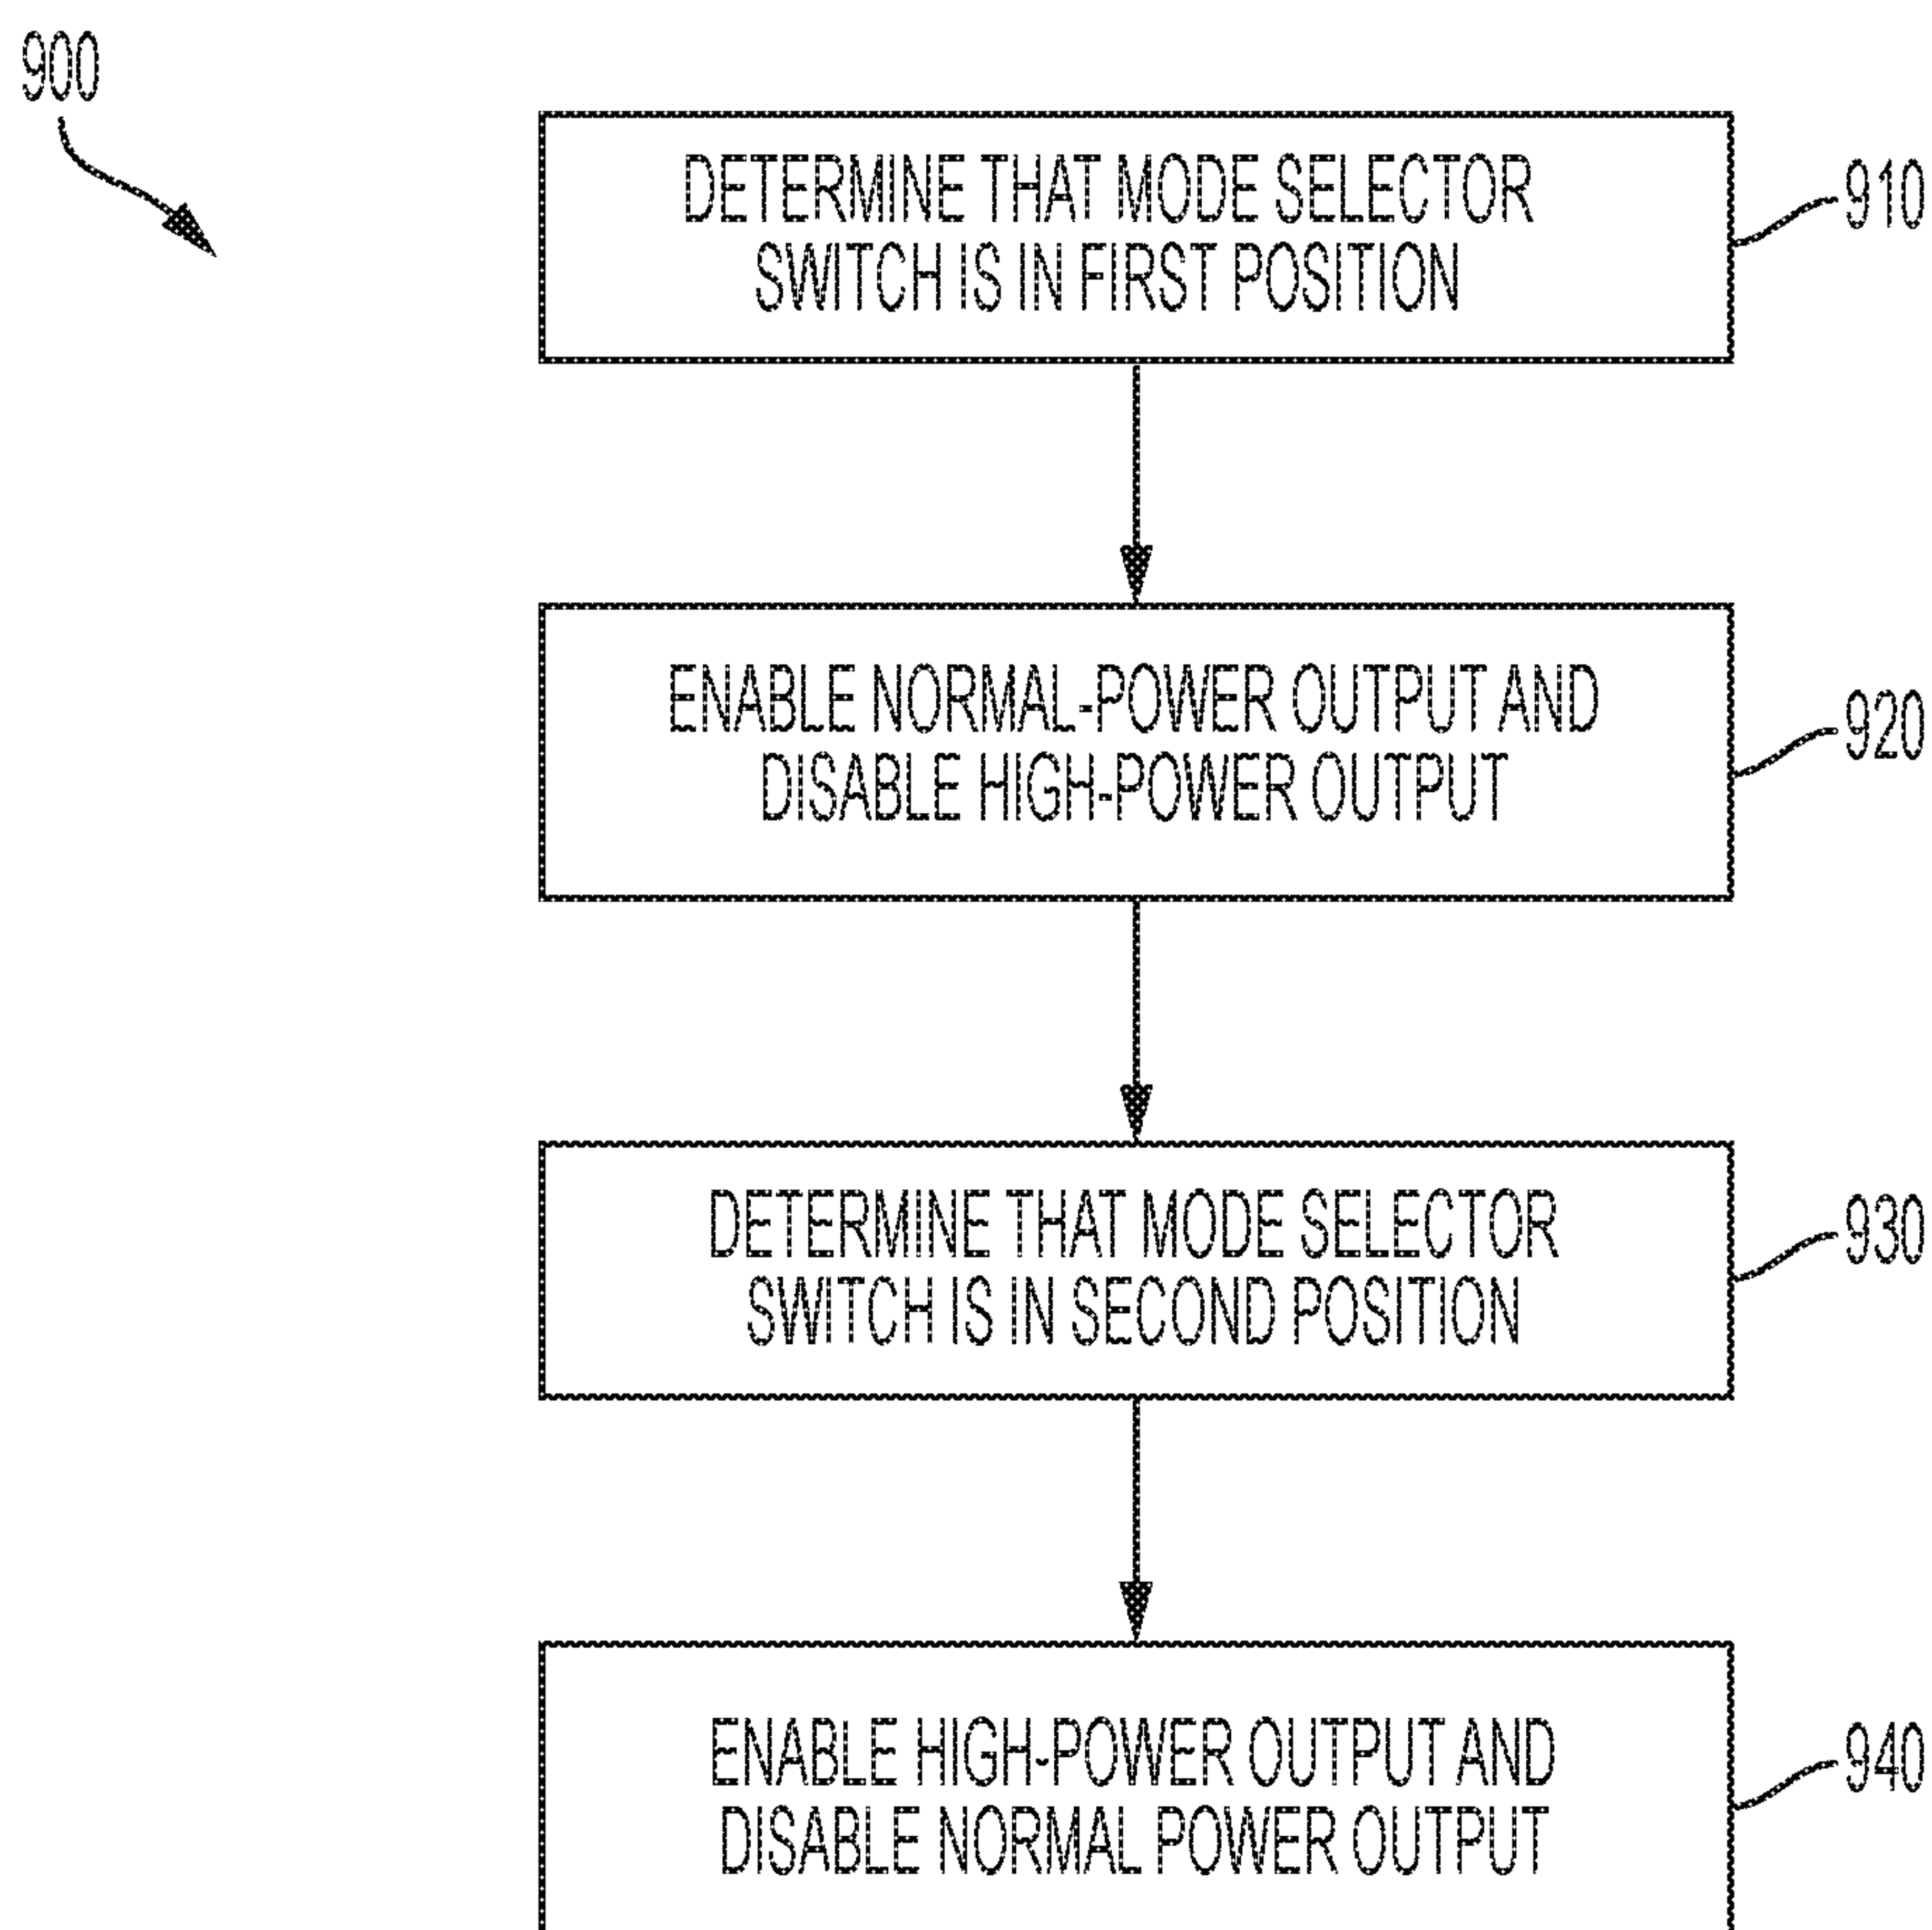 900
DETERMINE THAT MODE SELECTOR
SWITCH IS IN FIRST POSITION
910
ENABLE NORMAL-POWER OUTPUT AND
DISABLE HIGH-POWER OUTPUT
920
DETERMINE THAT MODE SELECTOR
SWITCH IS IN SECOND POSITION
930
ENABLE HIGH-POWER OUTPUT AND
DISABLE NORMAL POWER OUTPUT
940